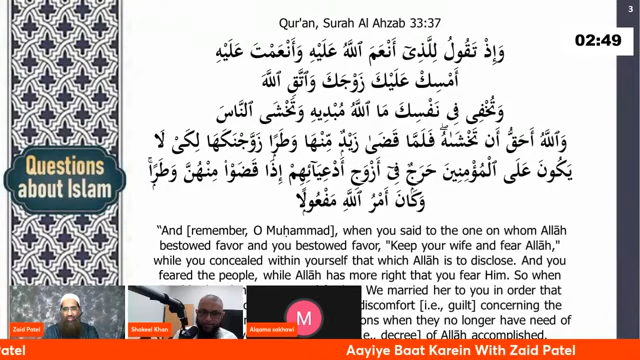 Qur'an, Surah Al Ahzab 33:37
3
02:49
وَإِذْ تَقُولُ لِلَّذِىٓ أَنْعَمَ ٱللَّهُ عَلَيْهِ وَأَنْعَمْتَ عَلَيْهِ
أَمْسِكْ عَلَيْكَ زَوْجَكَ وَٱتَّقِ ٱللَّهَ
وَتُخْفِى فِى نَفْسِكَ مَا ٱللَّهُ مُبْدِيهِ وَتَخْشَى ٱلنَّاسَ
وَٱللَّهُ أَحَقُّ أَن تَخْشَىٰهُ ۖ فَلَمَّا قَضَىٰ زَيْدٌ مِّنْهَا وَطَرًا زَوَّجْنَـٰكَهَا لِكَىْ لَا
يَكُونَ عَلَى ٱلْمُؤْمِنِينَ حَرَجٌ فِىٓ أَزْوَٰجِ أَدْعِيَآئِهِمْ إِذَا قَضَوْا۟ مِنْهُنَّ وَطَرًا ۚ
وَكَانَ أَمْرُ ٱللَّهِ مَفْعُولًا
Questions
about Islam
"And [remember, O Muḥammad], when you said to the one on whom Allāh
bestowed favor and you bestowed favor, "Keep your wife and fear Allāh,"
while you concealed within yourself that which Allāh is to disclose. And
you feared the people, while Allāh has more right that you fear Him. So when
We married her to you in order that
discomfort [i.e., guilt] concerning the
when they no longer have need of
decree] of Allāh accomplished.
M
Zaid Patel
Shakeel Khan
Alqama sakhawi
Patel
Aayiye Baat Karein With Zaid Patel